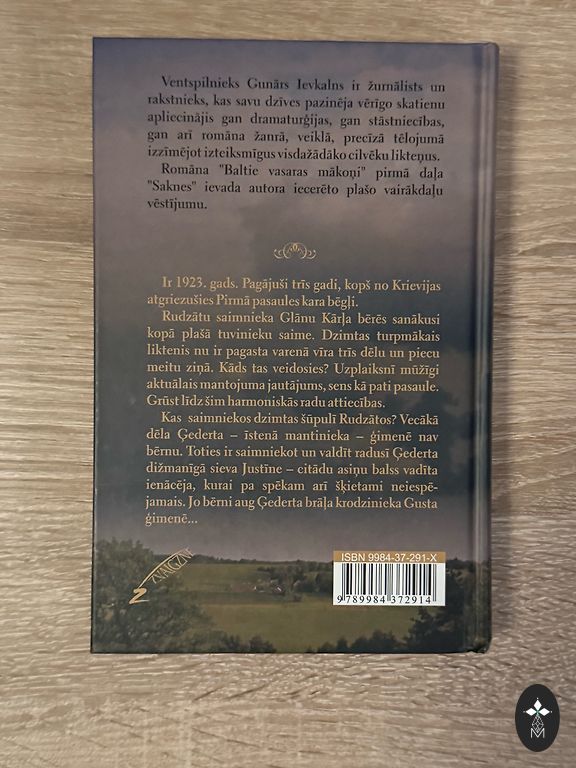 Ventspilnieks Gunārs Ievkalns ir žurnālists un
rakstnieks, kas savu dzīves pazinēja vērīgo skatienu
apliecinājis gan dramaturģijas, gan stāstniecības,
gan arī romāna žanrā, veiklā, precīzā tēlojumā
izzīmējot izteiksmīgus visdažādāko cilvēku likteņus.
Romāna "Baltie vasaras mākoņi" pirmā daļa
"Saknes" ievada autora iecerēto plašo vairākdaļu
vēstījumu.
Ir 1923. gads. Pagājuši trīs gadi, kopš no Krievijas
atgriezušies Pirmā pasaules kara bēgļi.
Rudzātu saimnieka Glānu Kārļa bērēs sanākusi
kopā plašā tuvinieku saime. Dzimtas turpmākais
liktenis nu ir pagasta varenā vīra trīs dēlu un piecu
meitu ziņā. Kāds tas veidosies? Uzplaiksnī mūžīgi
aktuālais mantojuma jautājums, sens kā pati pasaule.
Grūst līdz šim harmoniskās radu attiecības.
Kas saimniekos dzimtas šūpulī Rudzātos? Vecākā
dēla Ģederta – īstenā mantinieka – ģimenē nav
bērnu. Toties ir saimniekot un valdīt radusī Ģederta
dižmanīgā sieva Justīne – citādu asiņu balss vadīta
ienācēja, kurai pa spēkam arī šķietami neiespē-
jamais. Jo bērni aug Ģederta brāļa krodzinieka Gusta
ģimenē...
ISBN 9984-37-291-X
ZVAIGZNE
Z
9 789984 372914
M